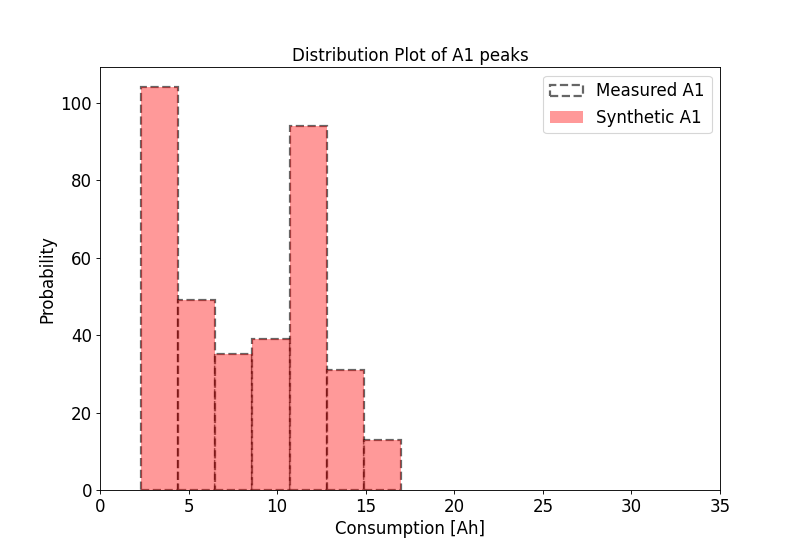 Distribution Plot of A1 peaks
Measured A1
Synthetic A1
Probability
100
80
60
40
20
0
0 5 10 15 20 25 30 35
Consumption [Ah]